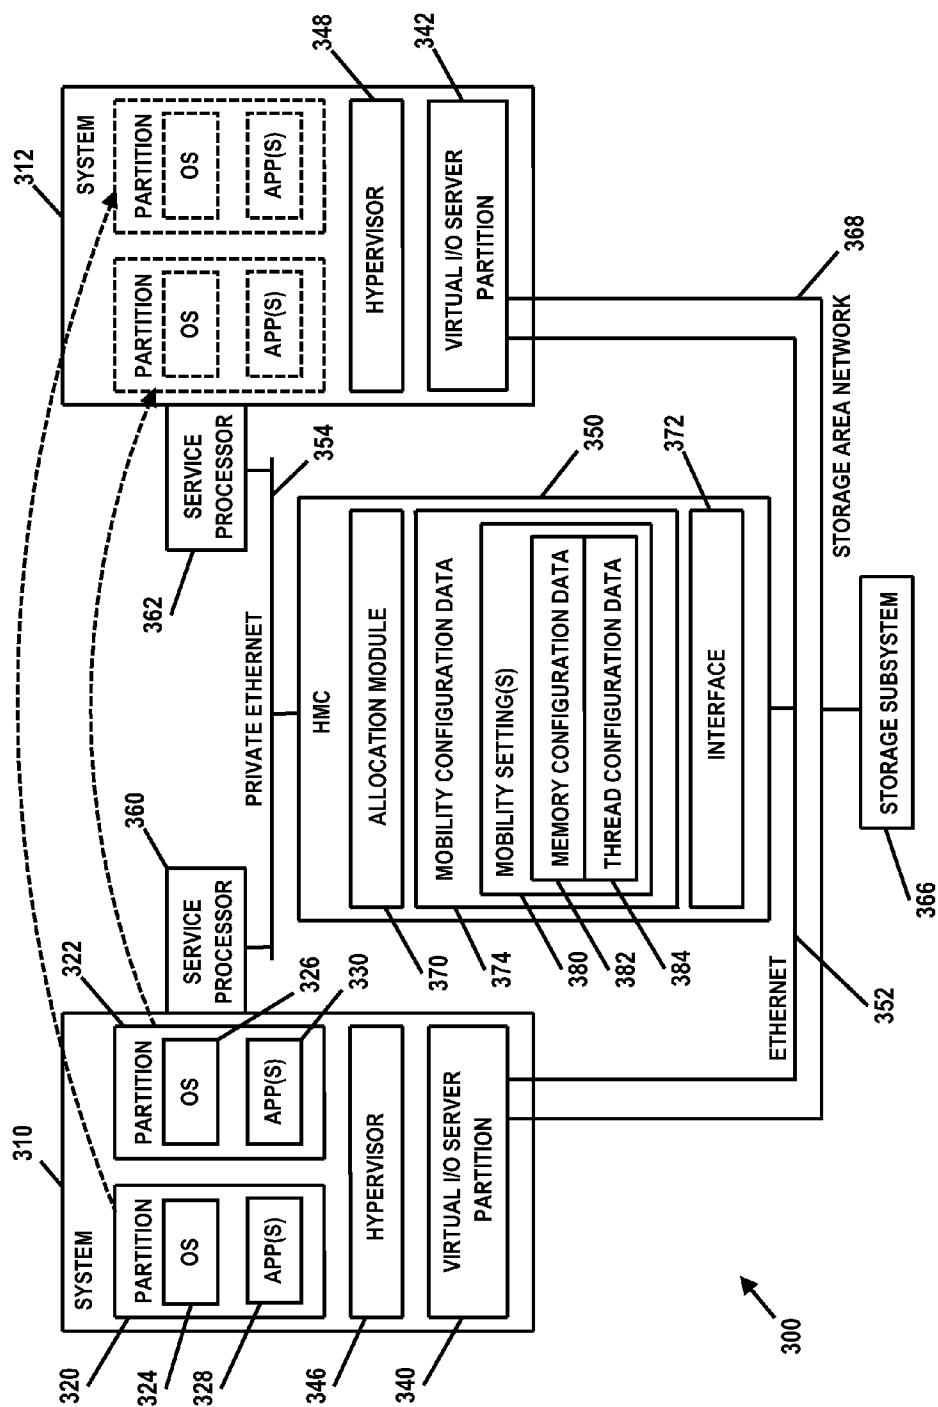 310
SYSTEM
320
PARTITION
324
OS
328
APP(S)
322
PARTITION
326
OS
330
APP(S)
346
HYPERVISOR
340
VIRTUAL I/O SERVER
PARTITION
360
SERVICE
PROCESSOR
312
SYSTEM
PARTITION
OS
APP(S)
PARTITION
OS
APP(S)
348
HYPERVISOR
342
VIRTUAL I/O SERVER
PARTITION
362
SERVICE
PROCESSOR
PRIVATE ETHERNET
354
HMC
350
370
ALLOCATION MODULE
374
MOBILITY CONFIGURATION DATA
380
MOBILITY SETTING(S)
382
MEMORY CONFIGURATION DATA
384
THREAD CONFIGURATION DATA
372
INTERFACE
ETHERNET
352
368
STORAGE AREA NETWORK
366
STORAGE SUBSYSTEM
300